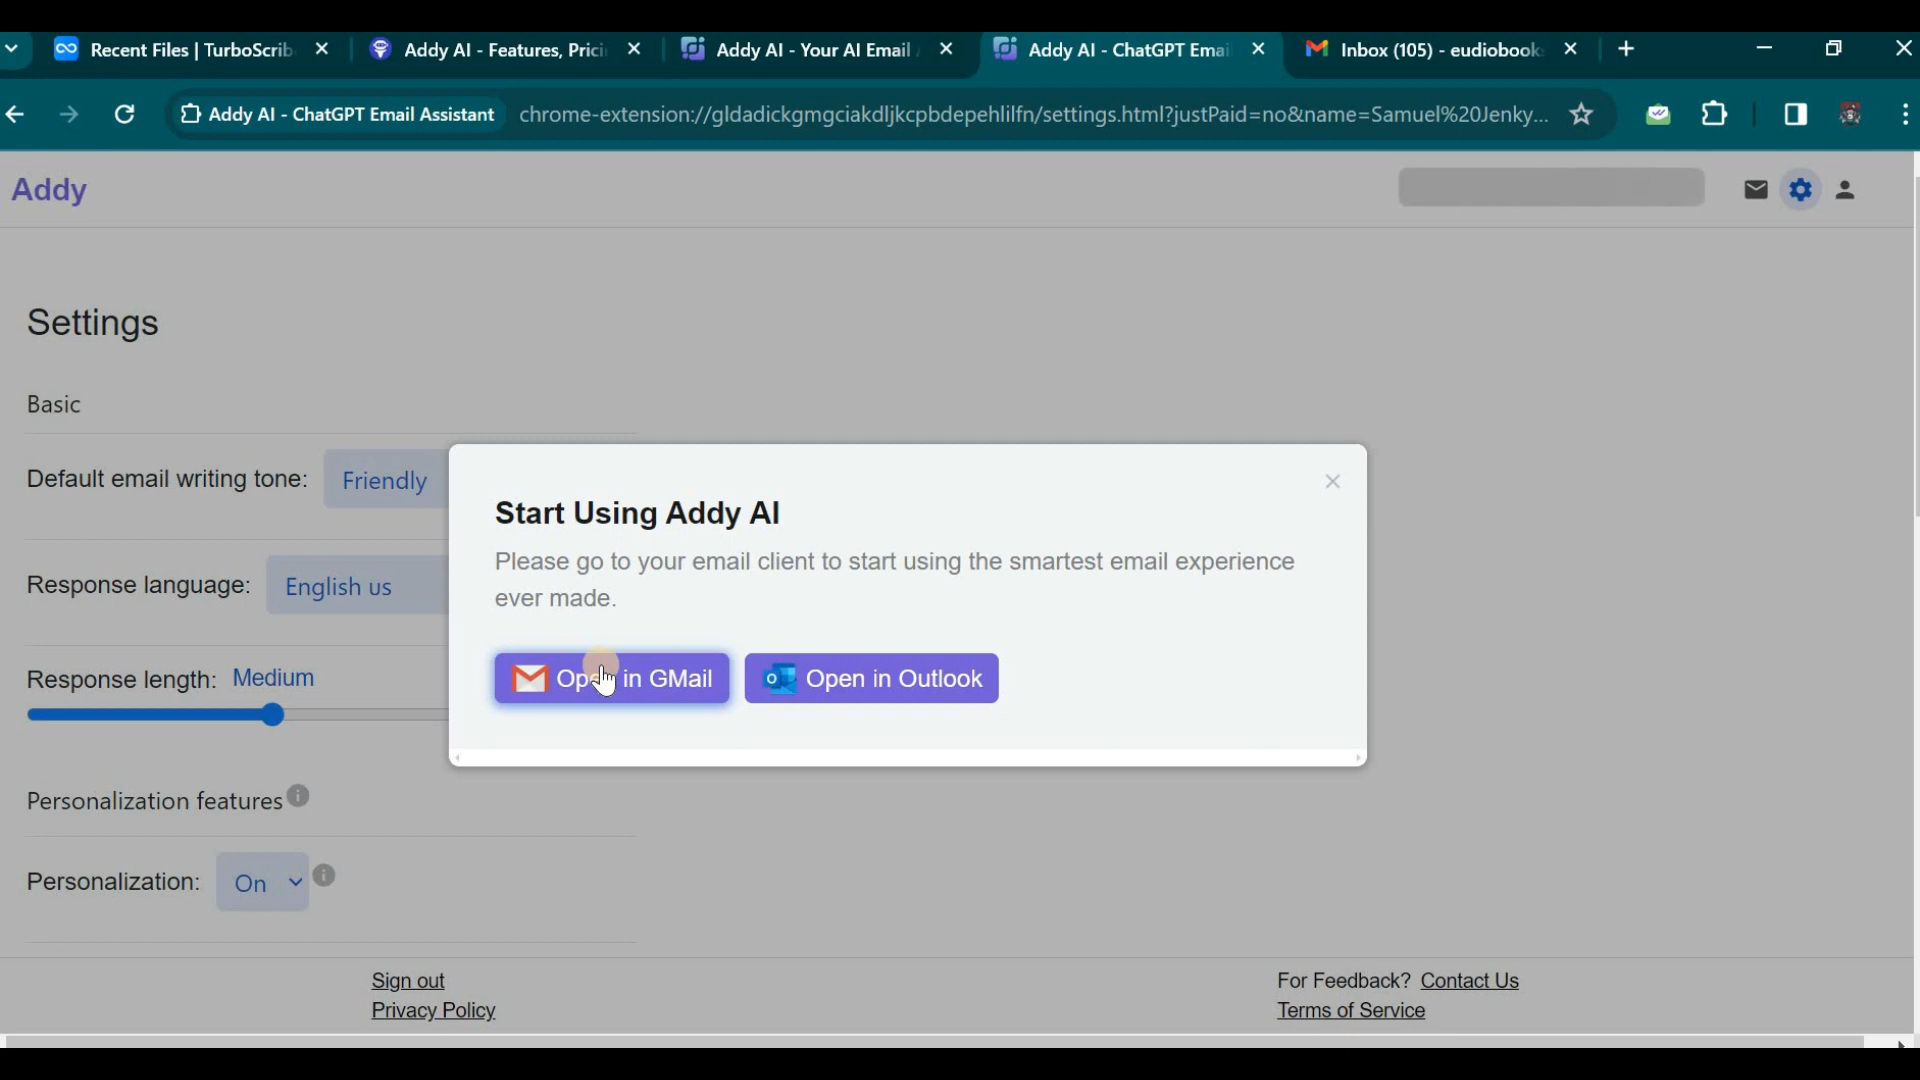 Recent Files | TurboScrib
Addy AI - Features, Prici
Addy AI - Your AI Email
Addy AI - ChatGPT Emai
Inbox (105) - eudiobook
Addy AI - ChatGPT Email Assistant
chrome-extension://gldadickgmgciakdljkcpbdepehlilfn/settings.html?justPaid=no&name=Samuel%20Jenky...
Addy
Settings
Basic
Default email writing tone: Friendly
Response language: English us
Response length: Medium
Personalization features
Personalization: On
Start Using Addy AI
Please go to your email client to start using the smartest email experience
ever made.
Open in GMail
Open in Outlook
Sign out
Privacy Policy
For Feedback? Contact Us
Terms of Service